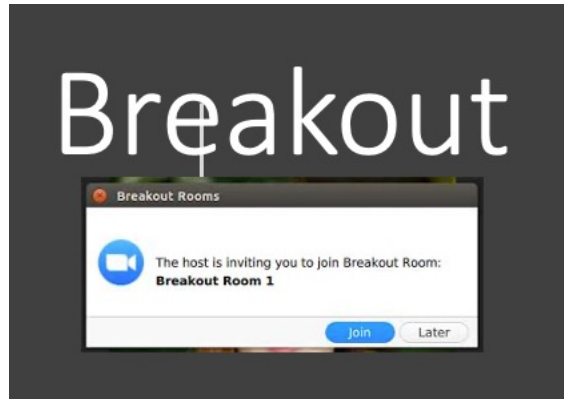 Breakout
Breakout Rooms
The host is inviting you to join Breakout Room:
Breakout Room 1
Join Later